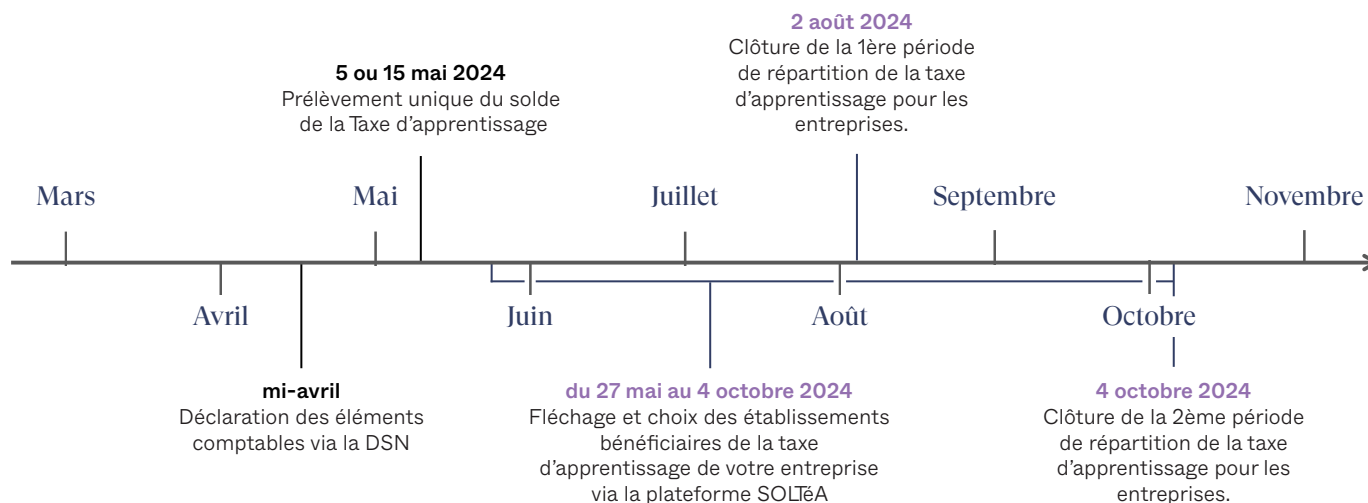 2 août 2024
Clôture de la 1ère période
de répartition de la taxe
d'apprentissage pour les
entreprises.
5 ou 15 mai 2024
Prélèvement unique du solde
de la Taxe d'apprentissage
Mars
Mai
Juillet
Septembre
Novembre
Avril
Juin
Août
Octobre
mi-avril
Déclaration des éléments
comptables via la DSN
du 27 mai au 4 octobre 2024
Fléchage et choix des établissements
bénéficiaires de la taxe
d'apprentissage de votre entreprise
via la plateforme SOLTéA
4 octobre 2024
Clôture de la 2ème période
de répartition de la taxe
d'apprentissage pour les
entreprises.